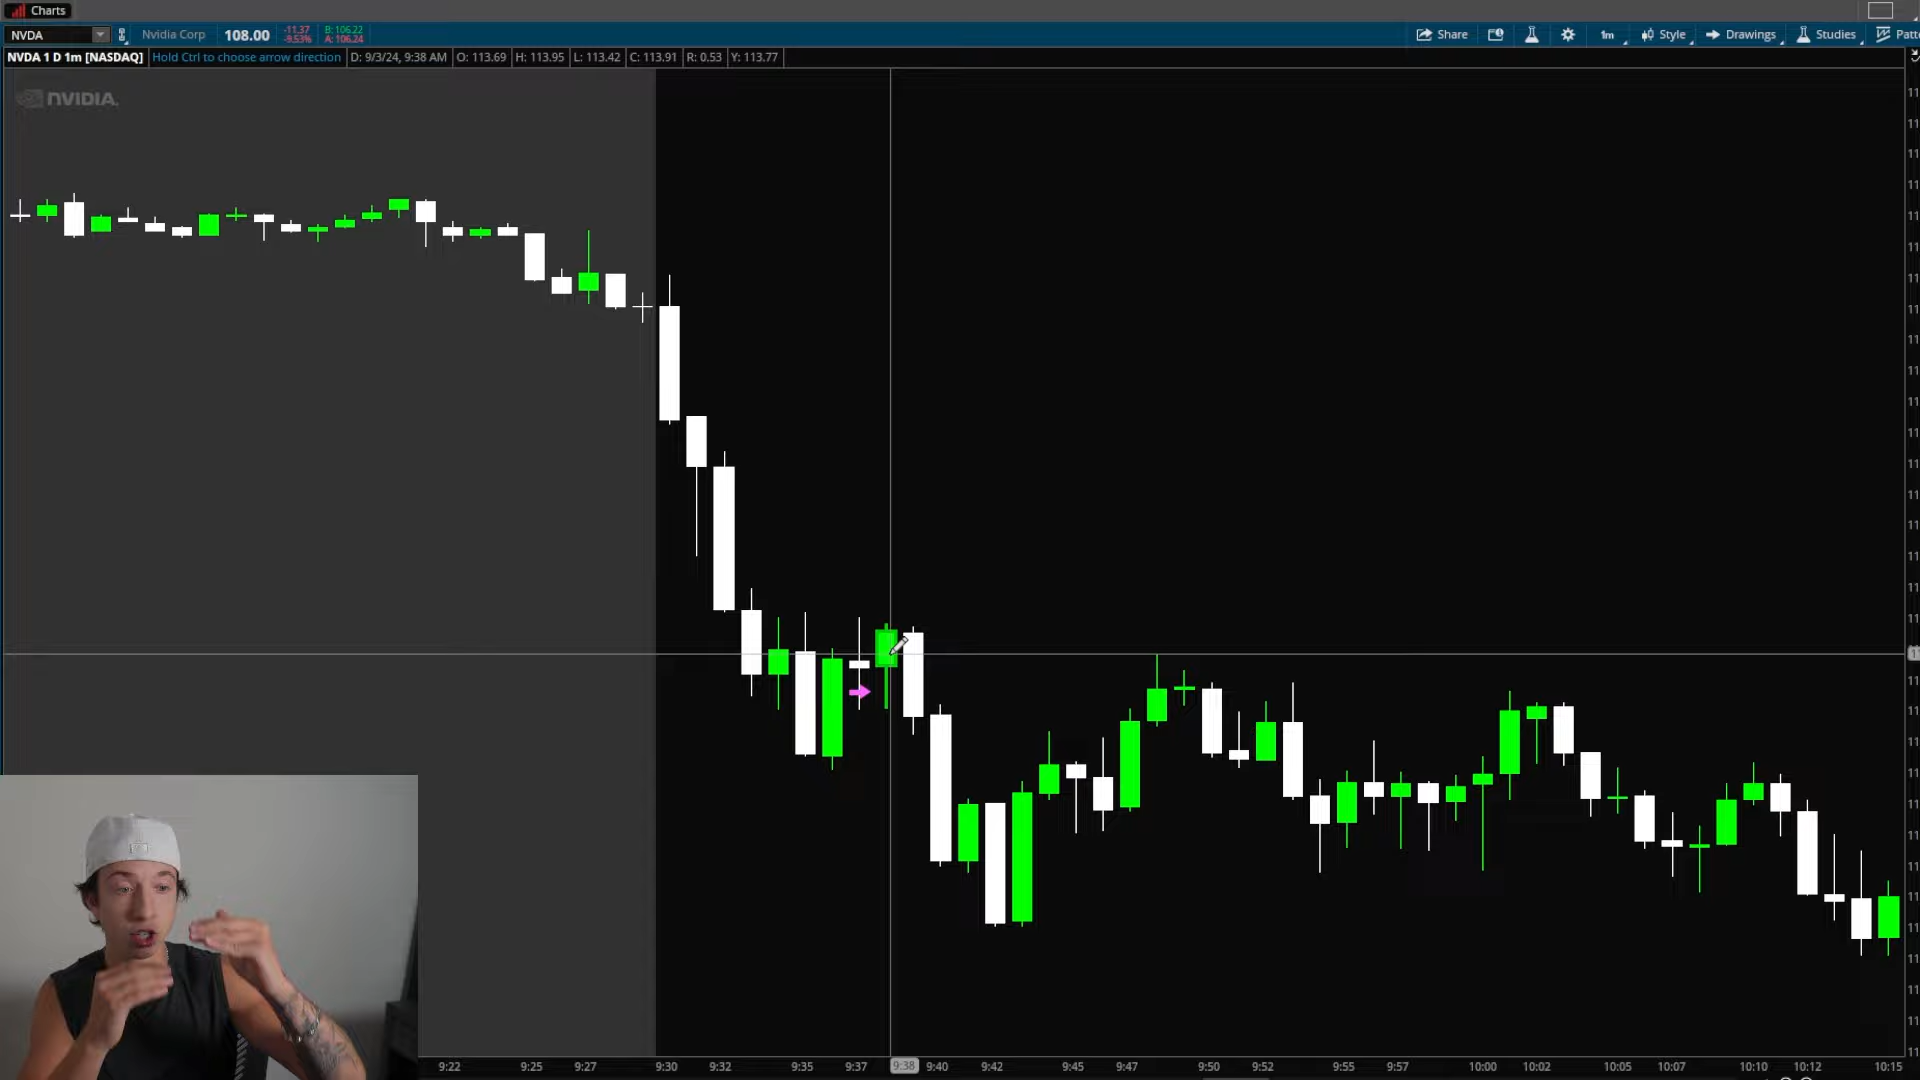 Charts
NVDA Nvidia Corp 108.00 -11.37 -9.53% B: 106.22 A: 106.24 Share 1m Style Drawings Studies
NVDA 1 D 1m [NASDAQ] Hold Ctrl to choose arrow direction D: 9/3/24, 9:38 AM O: 113.69 H: 113.95 L: 113.42 C: 113.91 R: 0.53 Y: 113.77
NVIDIA.
9:22 9:25 9:27 9:30 9:32 9:35 9:37 9:38 9:40 9:42 9:45 9:47 9:50 9:52 9:55 9:57 10:00 10:02 10:05 10:07 10:10 10:12 10:15